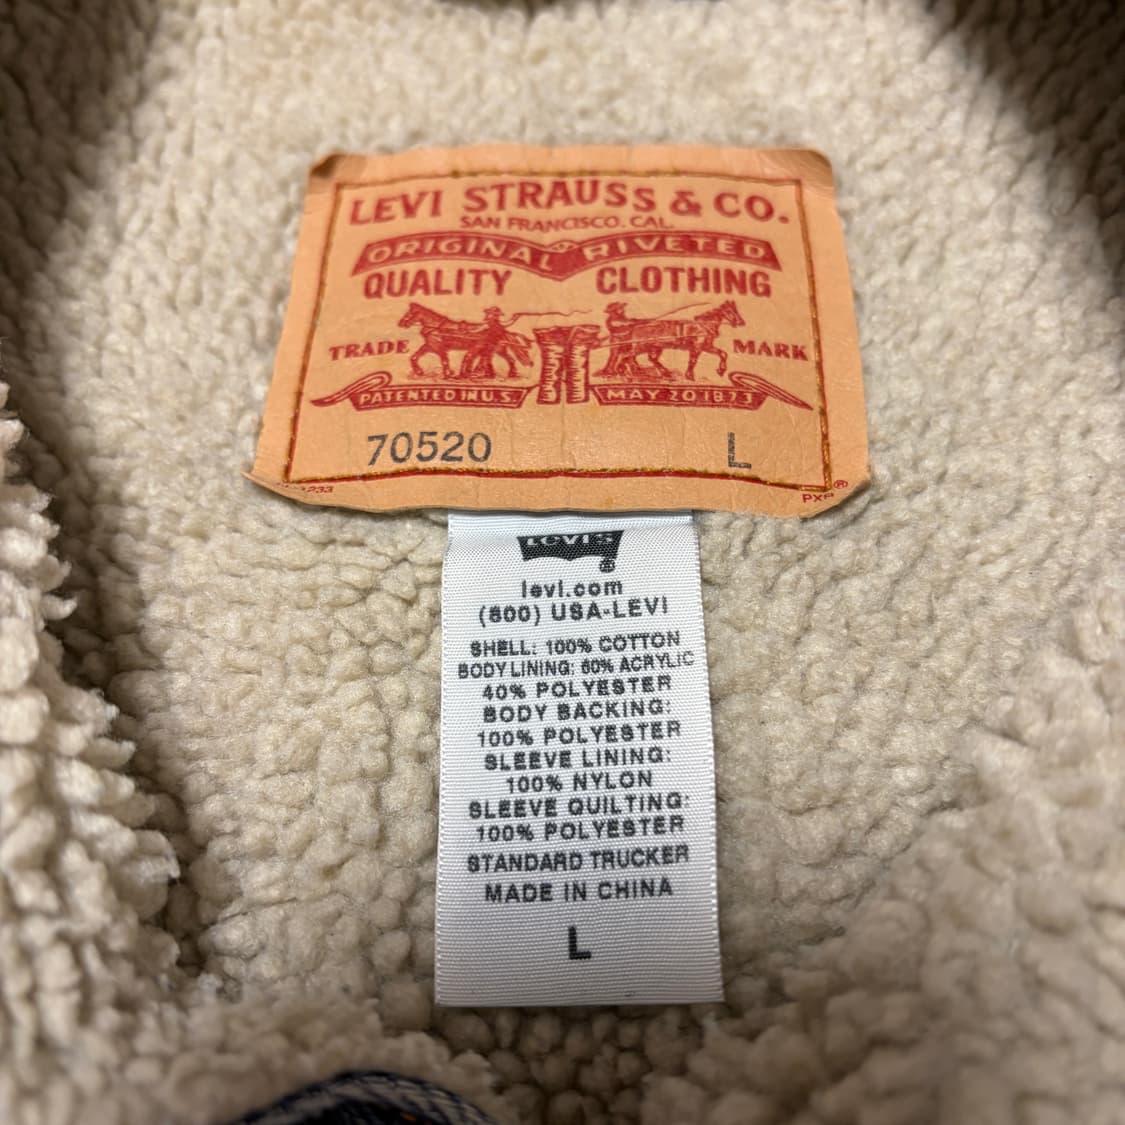 LEVI STRAUSS & CO.
SAN FRANCISCO. CAL.
ORIGINAL RIVETED
QUALITY CLOTHING
TRADE MARK
PATENTED IN U.S. MAY 20 1873
70520 L
LEVI'S
®
levi.com
(800) USA-LEVI
SHELL: 100% COTTON
BODY LINING: 60% ACRYLIC
40% POLYESTER
BODY BACKING:
100% POLYESTER
SLEEVE LINING:
100% NYLON
SLEEVE QUILTING:
100% POLYESTER
STANDARD TRUCKER
MADE IN CHINA
L